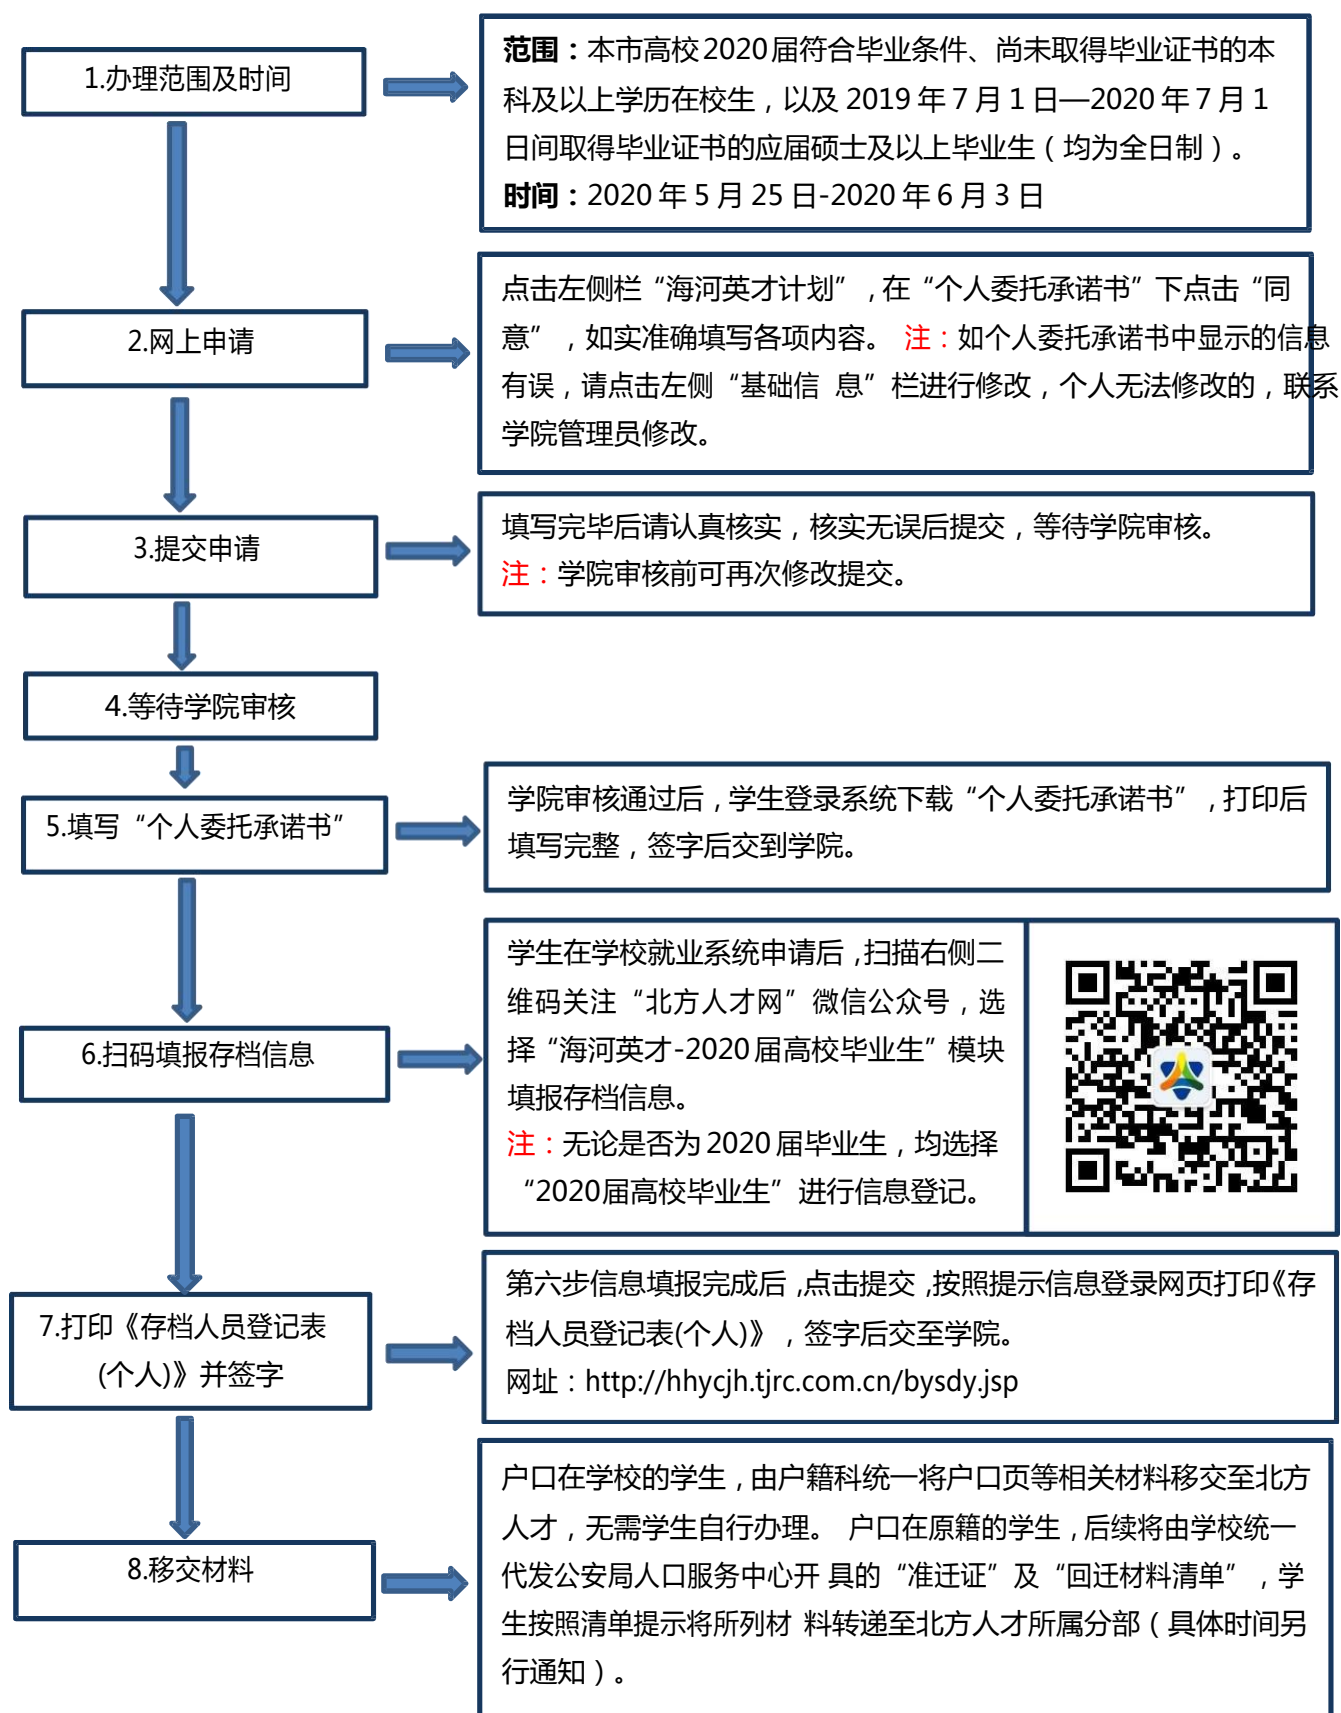 1.办理范围及时间
范围：本市高校2020届符合毕业条件、尚未取得毕业证书的本
科及以上学历在校生，以及 2019 年 7 月 1 日—2020 年 7 月 1
日间取得毕业证书的应届硕士及以上毕业生（均为全日制）。
时间：2020 年 5 月 25 日-2020 年 6 月 3 日
2.网上申请
点击左侧栏“海河英才计划”，在“个人委托承诺书”下点击“同
意”，如实准确填写各项内容。 注：如个人委托承诺书中显示的信息
有误，请点击左侧“基础信 息”栏进行修改，个人无法修改的，联系
学院管理员修改。
3.提交申请
填写完毕后请认真核实，核实无误后提交，等待学院审核。
注：学院审核前可再次修改提交。
4.等待学院审核
5.填写“个人委托承诺书”
学院审核通过后，学生登录系统下载“个人委托承诺书”，打印后
填写完整，签字后交到学院。
6.扫码填报存档信息
学生在学校就业系统申请后，扫描右侧二
维码关注“北方人才网”微信公众号，选
择“海河英才-2020届高校毕业生”模块
填报存档信息。
注：无论是否为 2020 届毕业生，均选择
“2020届高校毕业生”进行信息登记。
7.打印《存档人员登记表
(个人)》并签字
第六步信息填报完成后，点击提交，按照提示信息登录网页打印《存
档人员登记表(个人)》，签字后交至学院。
网址：http://hhycjh.tjrc.com.cn/bysdy.jsp
8.移交材料
户口在学校的学生，由户籍科统一将户口页等相关材料移交至北方
人才，无需学生自行办理。 户口在原籍的学生，后续将由学校统一
代发公安局人口服务中心开 具的“准迁证”及“回迁材料清单”，学
生按照清单提示将所列材 料转递至北方人才所属分部（具体时间另
行通知）。